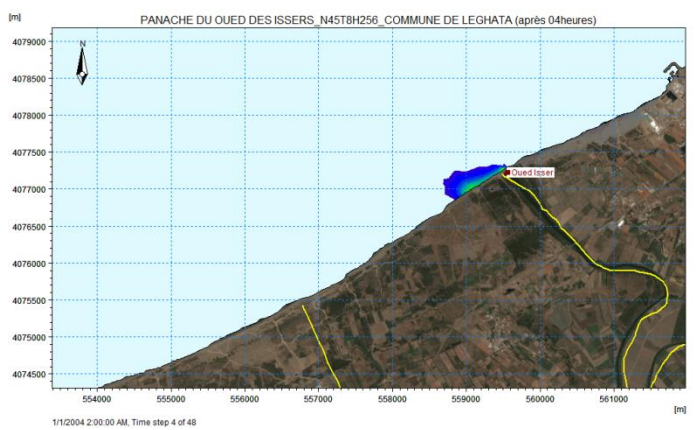 [m]
PANACHE DU OUED DES ISSERS_N45T8H256_COMMUNE DE LEGHATA (après 04heures)
4079000
N
4078500
4078000
4077500
Oued Isser
4077000
4076500
4076000
4075500
4075000
4074500
554000 555000 556000 557000 558000 559000 560000 561000
[m]
1/1/2004 2:00:00 AM, Time step 4 of 48